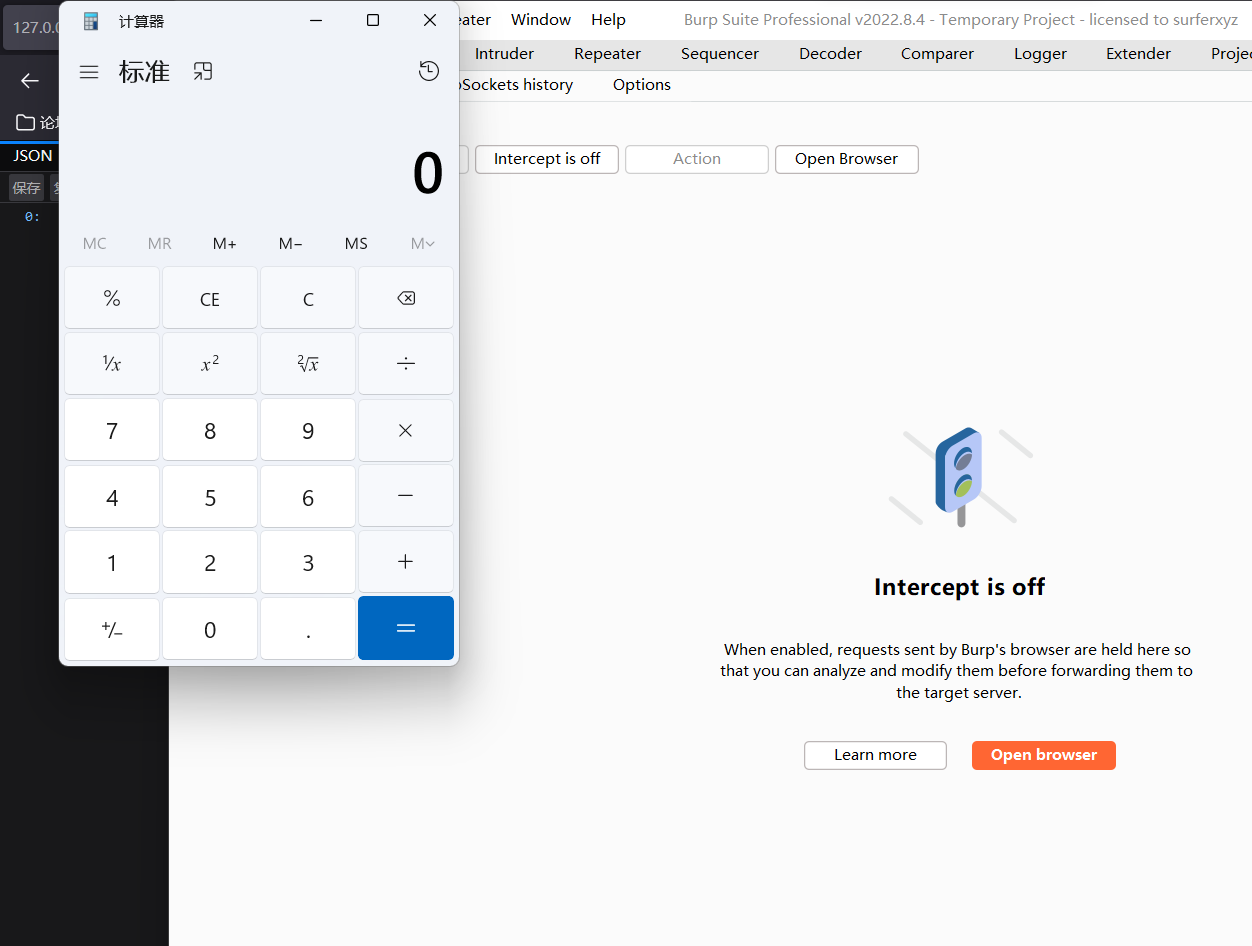 127.0.0
计算器
eater Window Help Burp Suite Professional v2022.8.4 - Temporary Project - licensed to surferxyz
Intruder Repeater Sequencer Decoder Comparer Logger Extender Projec
标准
Sockets history Options
论坛
JSON
保存
0:
Intercept is off Action Open Browser
0
MC MR M+ M− MS M
% CE C
¹/x x² ²√x ÷
7 8 9 ×
4 5 6 −
1 2 3 +
+/− 0 . =
Intercept is off
When enabled, requests sent by Burp's browser are held here so
that you can analyze and modify them before forwarding them to
the target server.
Learn more Open browser